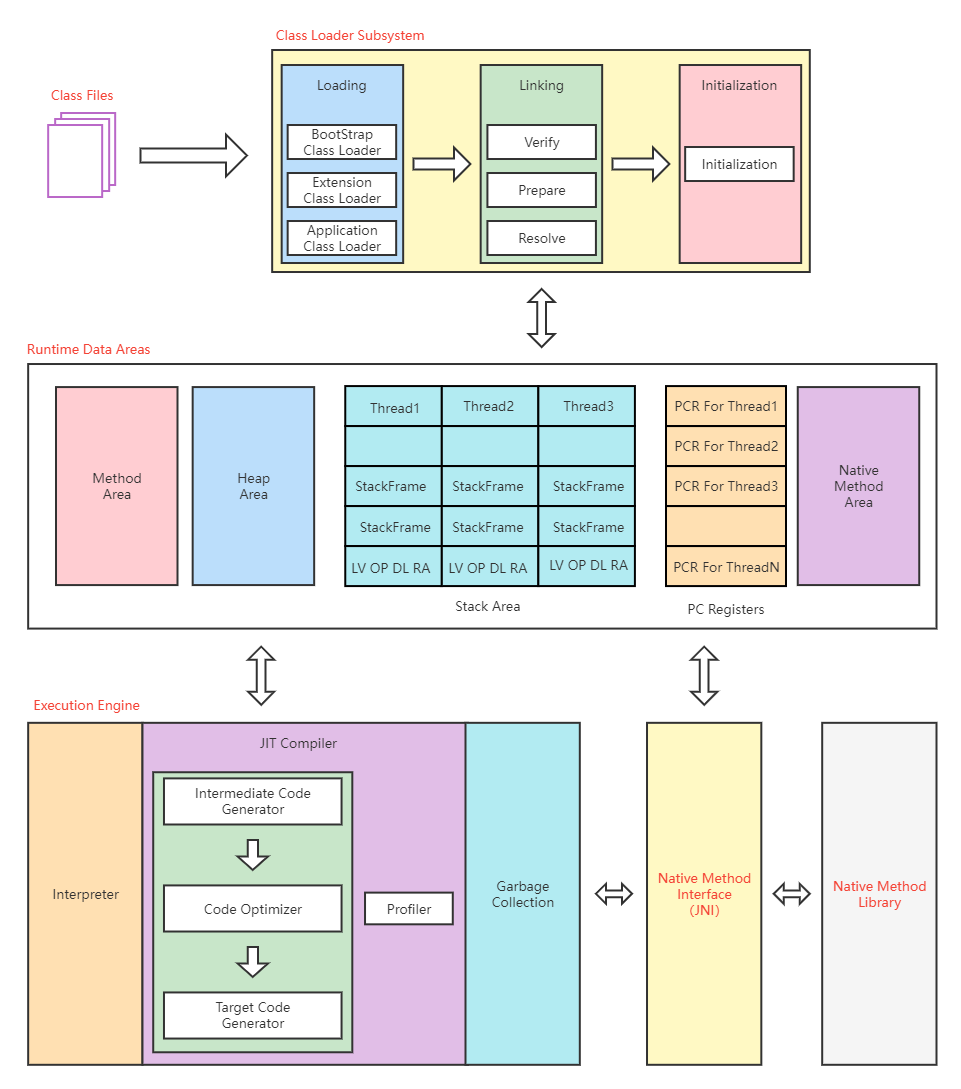 Class Loader Subsystem
Class Files
Loading
BootStrap
Class Loader
Extension
Class Loader
Application
Class Loader
Linking
Verify
Prepare
Resolve
Initialization
Initialization
Runtime Data Areas
Method
Area
Heap
Area
Thread1 Thread2 Thread3
StackFrame StackFrame StackFrame
StackFrame StackFrame StackFrame
LV OP DL RA LV OP DL RA LV OP DL RA
Stack Area
PCR For Thread1
PCR For Thread2
PCR For Thread3
PCR For ThreadN
PC Registers
Native
Method
Area
Execution Engine
Interpreter
JIT Compiler
Intermediate Code
Generator
Code Optimizer
Target Code
Generator
Profiler
Garbage
Collection
Native Method
Interface
(JNI)
Native Method
Library